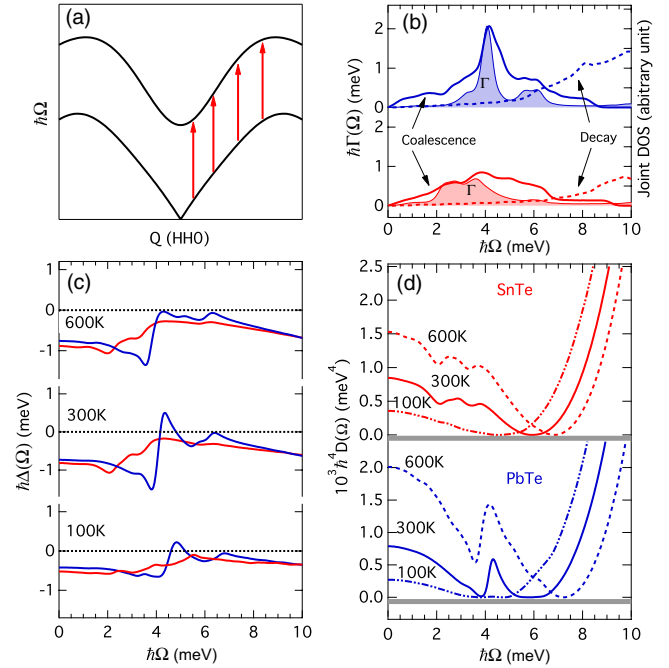 (a)
ħΩ
Q (HH0)
(b)
ħΓ(Ω)
2
1
0
2
1
0
Γ
Coalescence
Decay
Γ
Joint DOS (abitrary unit)
0 2 4 6 8 10
ħΩ (meV)
(c)
ħΔ(Ω) (meV)
1
0
600K
-1
300K
0
-1
100K
0
-1
0 2 4 6 8 10
ħΩ (meV)
(d)
10³ħ⁴D(Ω) (meV⁴)
2.5
2.0
1.5
1.0
0.5
0.0
SnTe
600K
300K
100K
2.0
1.5
1.0
0.5
0.0
600K
PbTe
300K
100K
0 2 4 6 8 10
ħΩ (meV)